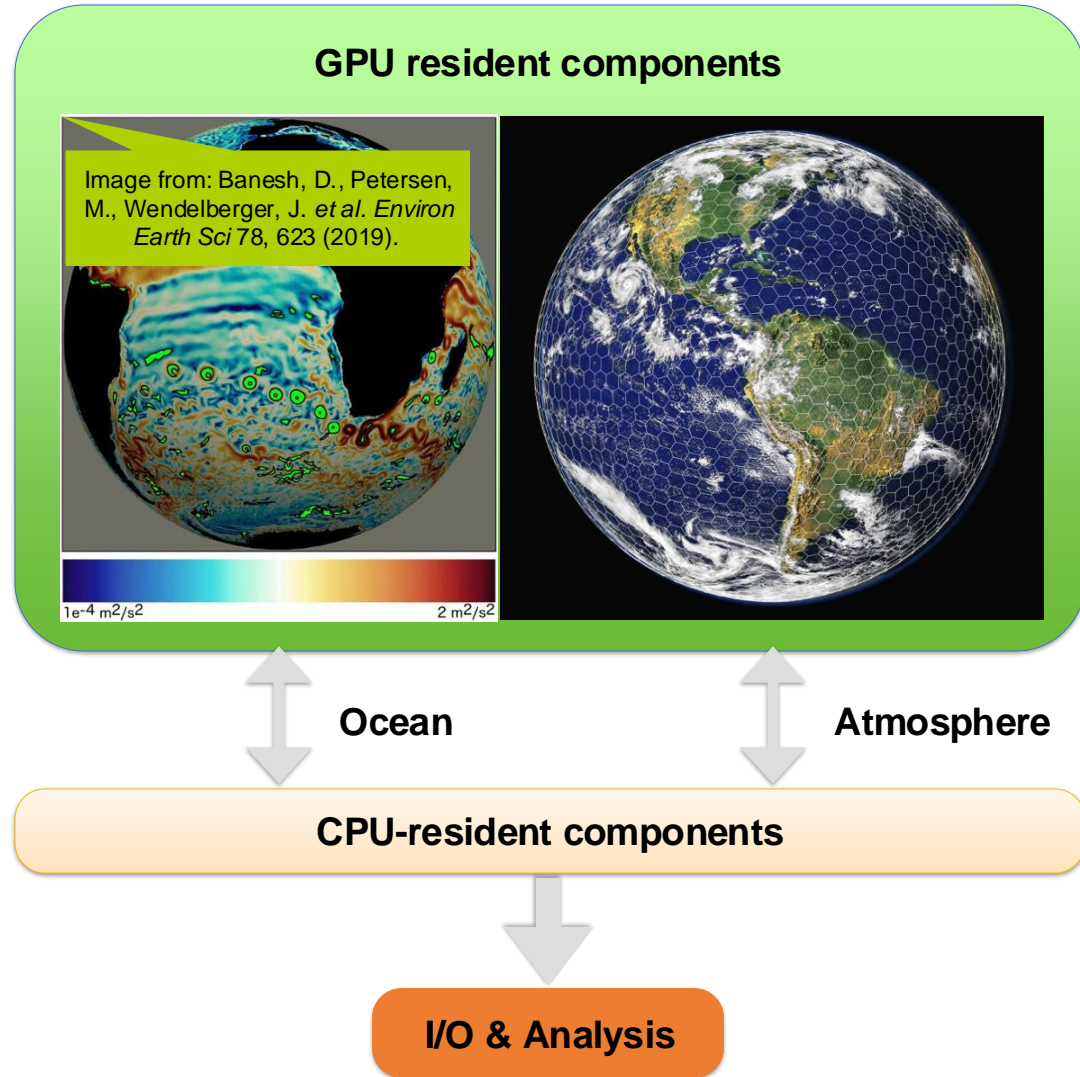 GPU resident components
Image from: Banesh, D., Petersen,
M., Wendelberger, J. et al. Environ
Earth Sci 78, 623 (2019).
1e-4 m2/s2
2 m2/s2
Ocean
Atmosphere
CPU-resident components
I/O & Analysis